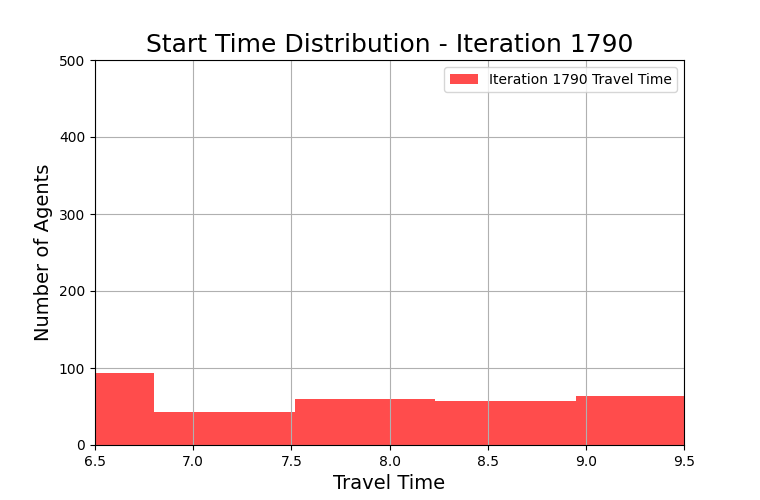 Start Time Distribution - Iteration 1790
Iteration 1790 Travel Time
Number of Agents
500
400
300
200
100
0
6.5 7.0 7.5 8.0 8.5 9.0 9.5
Travel Time